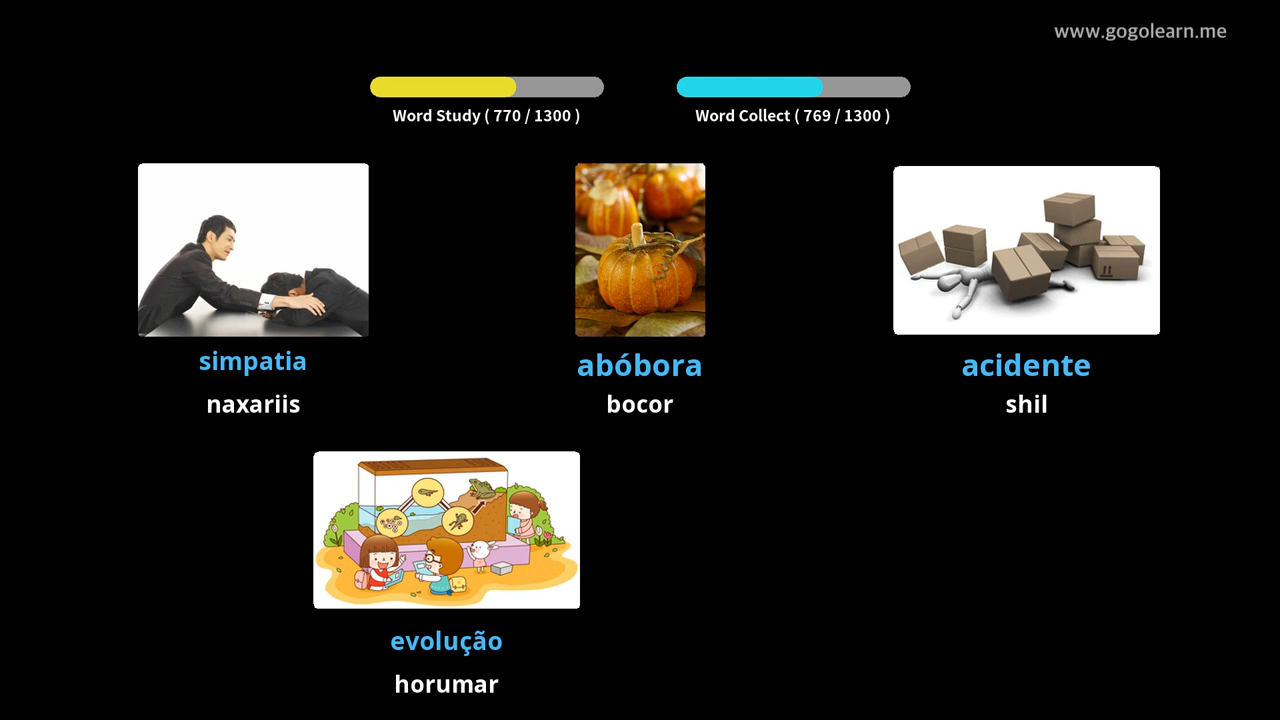 www.gogolearn.me
Word Study ( 770 / 1300 )
Word Collect ( 769 / 1300 )
simpatia
naxariis
abóbora
bocor
acidente
shil
evolução
horumar